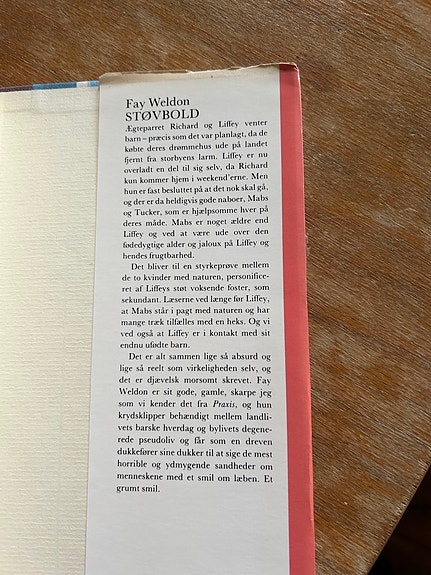 Fay Weldon
STØVBOLD
Ægteparret Richard og Liffey venter
barn – præcis som det var planlagt, da de
købte deres drømmehus ude på landet
fjernt fra storbyens larm. Liffey er nu
overladt en del til sig selv, da Richard
kun kommer hjem i weekend'erne. Men
hun er fast besluttet på at det nok skal gå,
og der er da heldigvis gode naboer, Mabs
og Tucker, som er hjælpsomme hver på
deres måde. Mabs er noget ældre end
Liffey og ved at være ude over den
fødedygtige alder og jaloux på Liffey og
hendes frugtbarhed.
Det bliver til en styrkeprøve mellem
de to kvinder med naturen, personifice-
ret af Liffeys støt voksende foster, som
sekundant. Læserne ved længe før Liffey,
at Mabs står i pagt med naturen og har
mange træk tilfælles med en heks. Og vi
ved også at Liffey er i kontakt med sit
endnu ufødte barn.
Det er alt sammen lige så absurd og
lige så reelt som virkeligheden selv, og
det er djævelsk morsomt skrevet. Fay
Weldon er sit gode, gamle, skarpe jeg
som vi kender det fra Praxis, og hun
krydsklipper behændigt mellem landli-
vets barske hverdag og bylivets degene-
rede pseudoliv og får som en dreven
dukkefører sine dukker til at sige de mest
horrible og ydmygende sandheder om
menneskene med et smil om læben. Et
grumt smil.